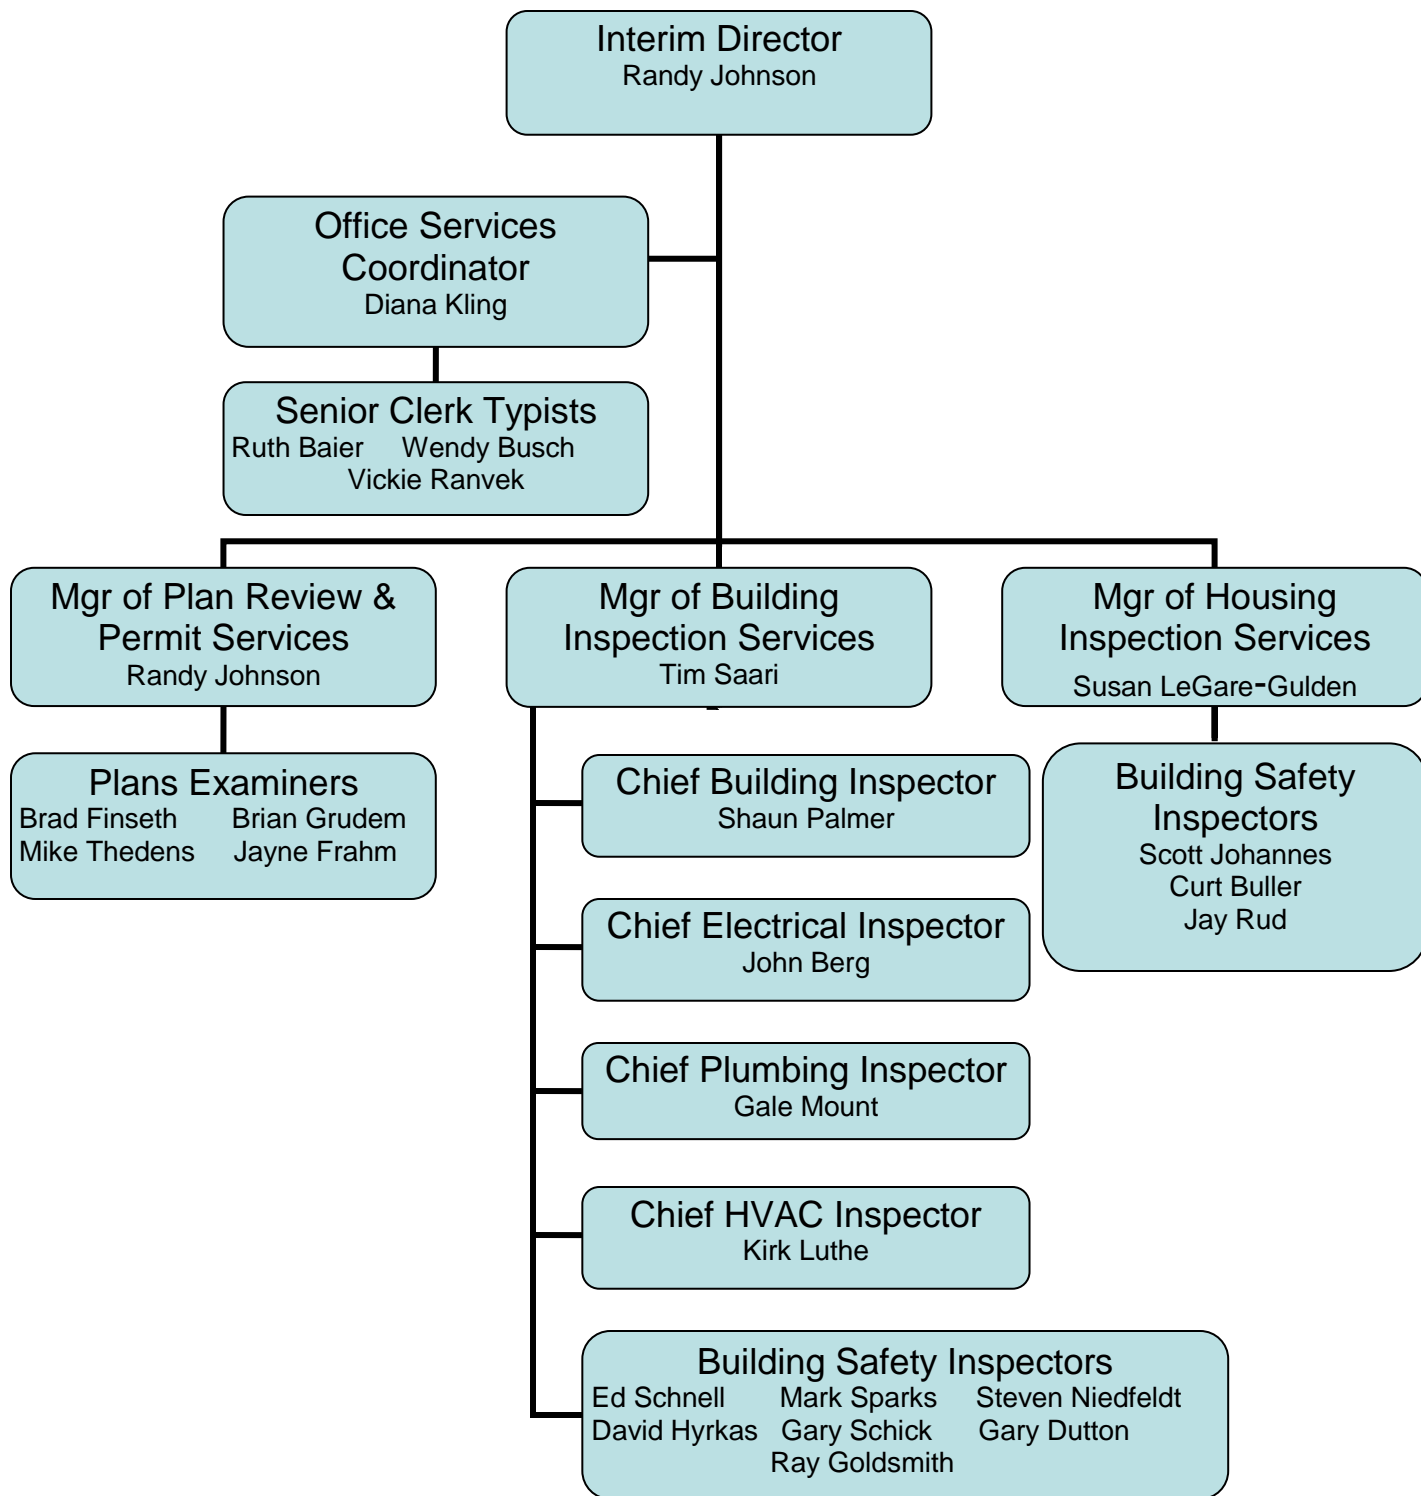 Interim Director
Randy Johnson
Office Services
Coordinator
Diana Kling
Senior Clerk Typists
Ruth Baier Wendy Busch
Vickie Ranvek
Mgr of Plan Review &
Permit Services
Randy Johnson
Plans Examiners
Brad Finseth Brian Grudem
Mike Thedens Jayne Frahm
Mgr of Building
Inspection Services
Tim Saari
Chief Building Inspector
Shaun Palmer
Chief Electrical Inspector
John Berg
Chief Plumbing Inspector
Gale Mount
Chief HVAC Inspector
Kirk Luthe
Building Safety Inspectors
Ed Schnell Mark Sparks Steven Niedfeldt
David Hyrkas Gary Schick Gary Dutton
Ray Goldsmith
Mgr of Housing
Inspection Services
Susan LeGare-Gulden
Building Safety
Inspectors
Scott Johannes
Curt Buller
Jay Rud